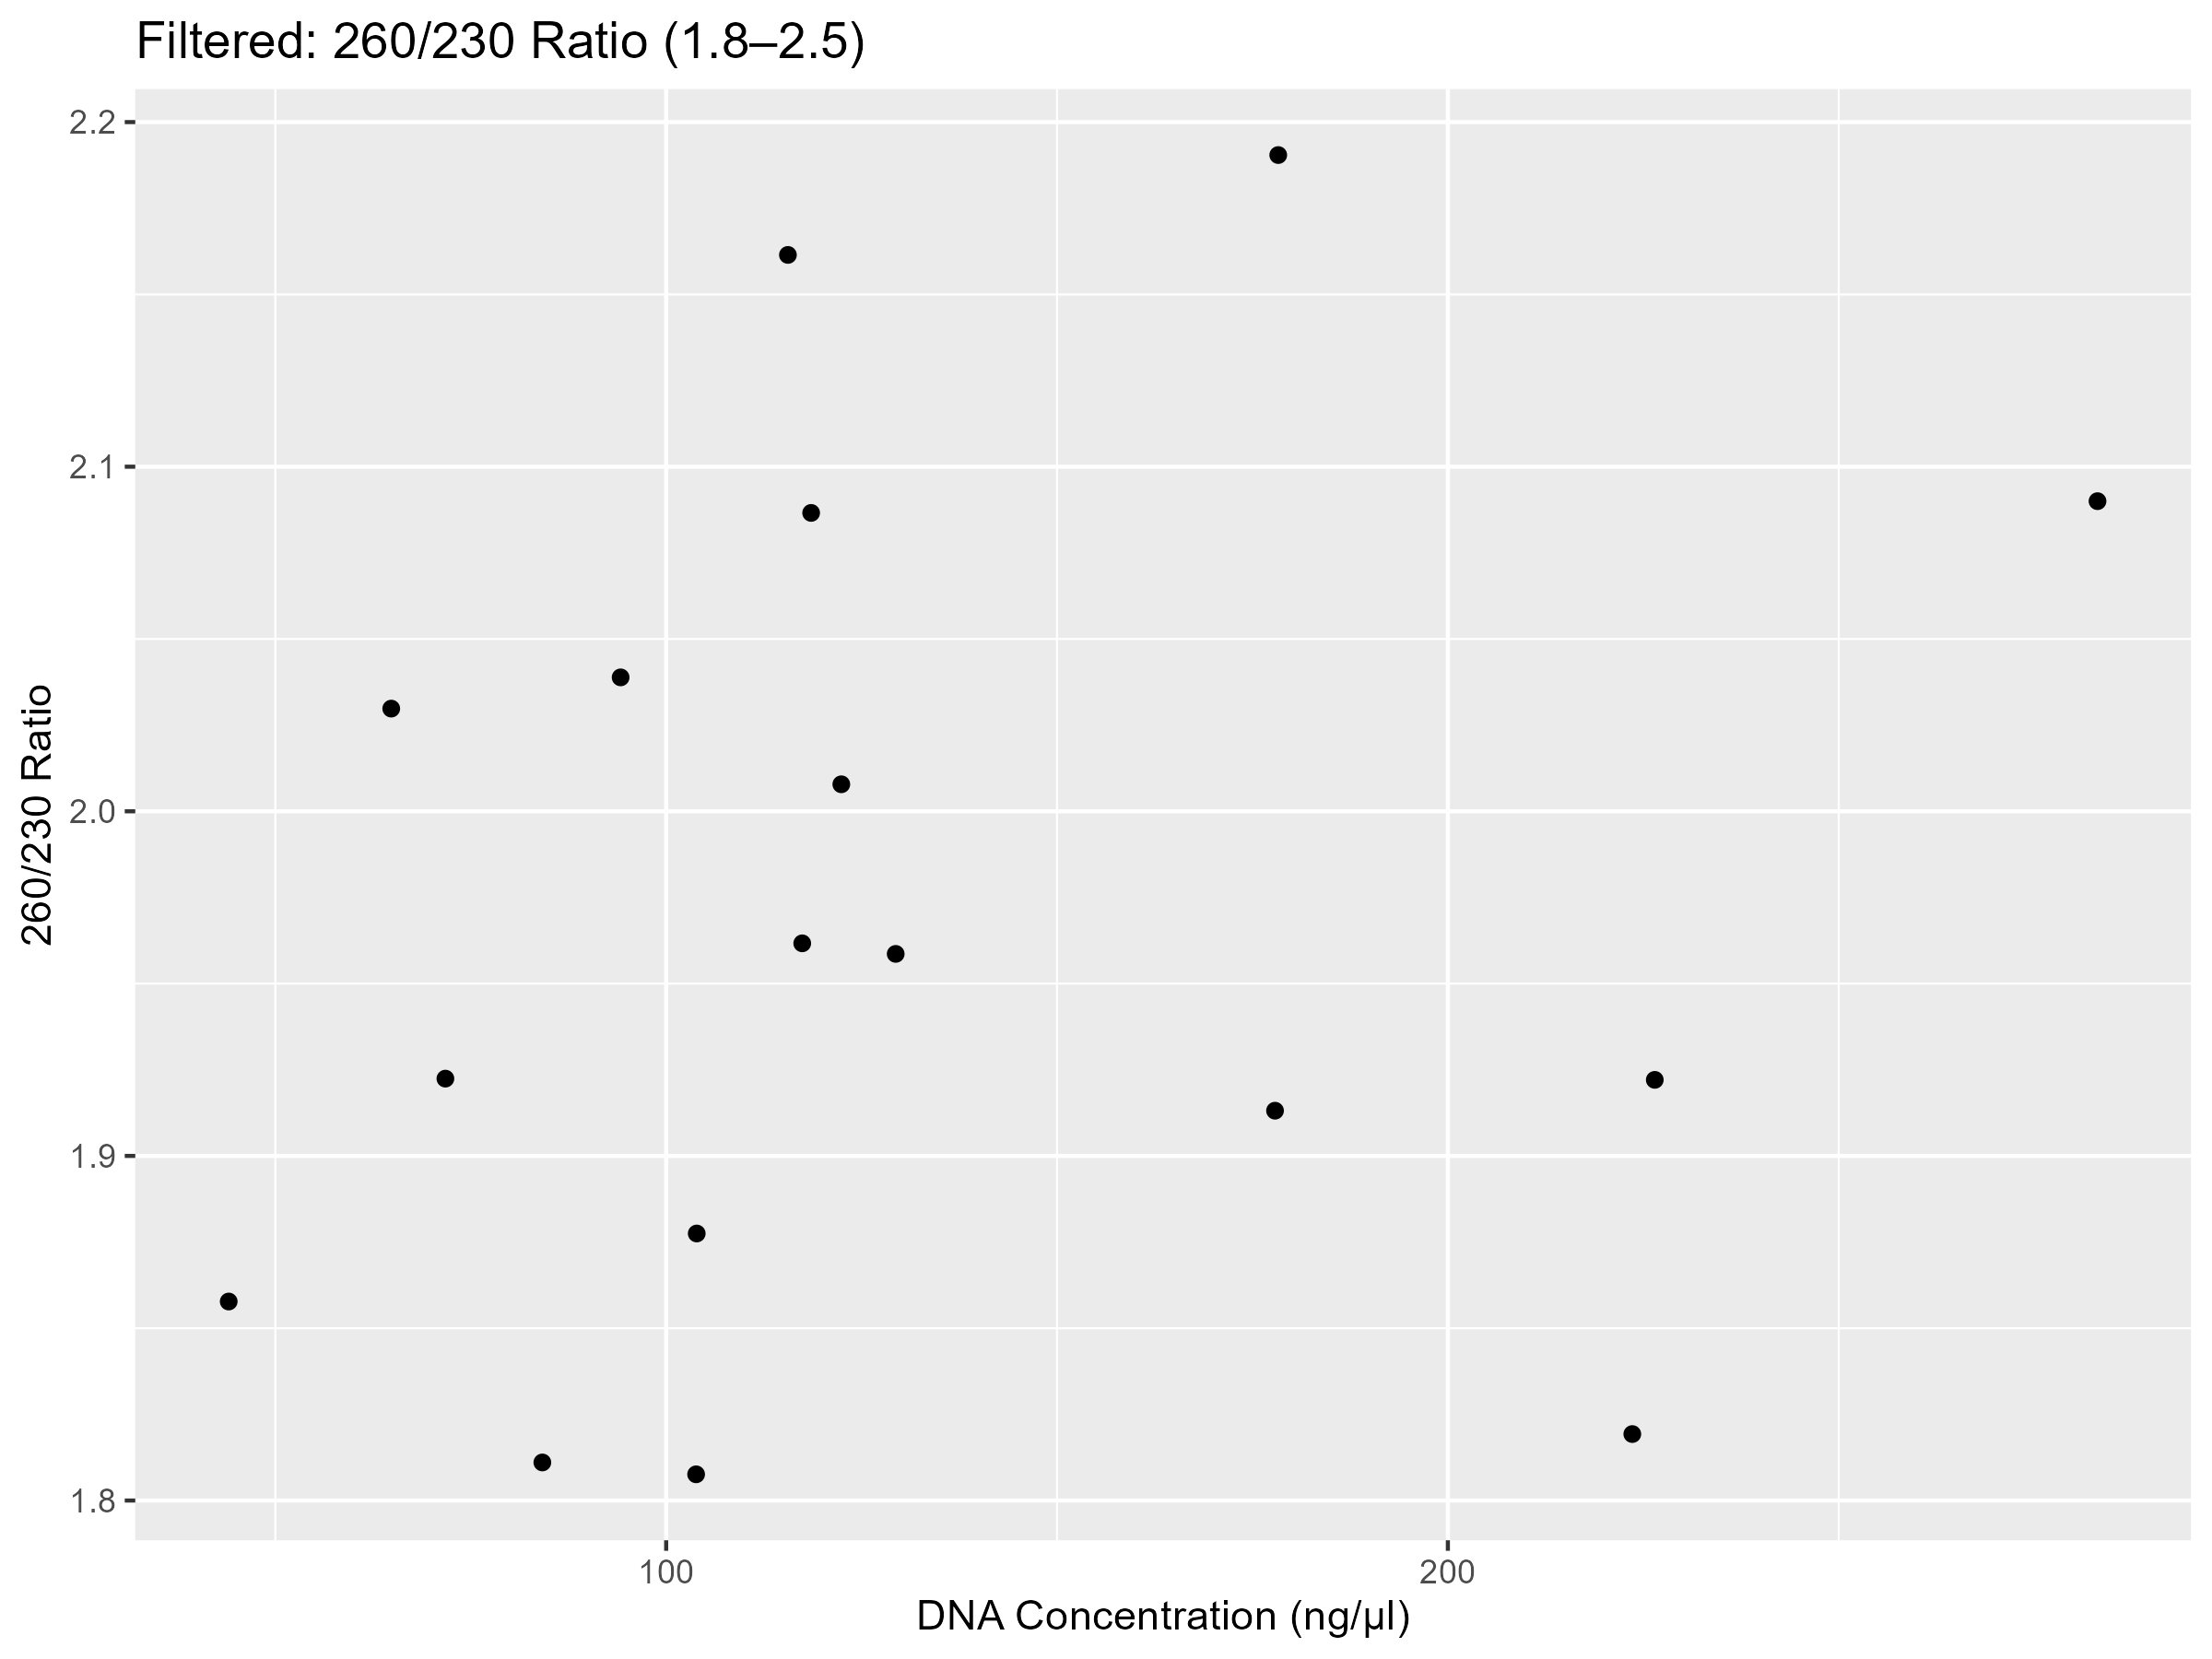 Filtered: 260/230 Ratio (1.8–2.5)
260/230 Ratio
2.2
2.1
2.0
1.9
1.8
100 200
DNA Concentration (ng/µl)